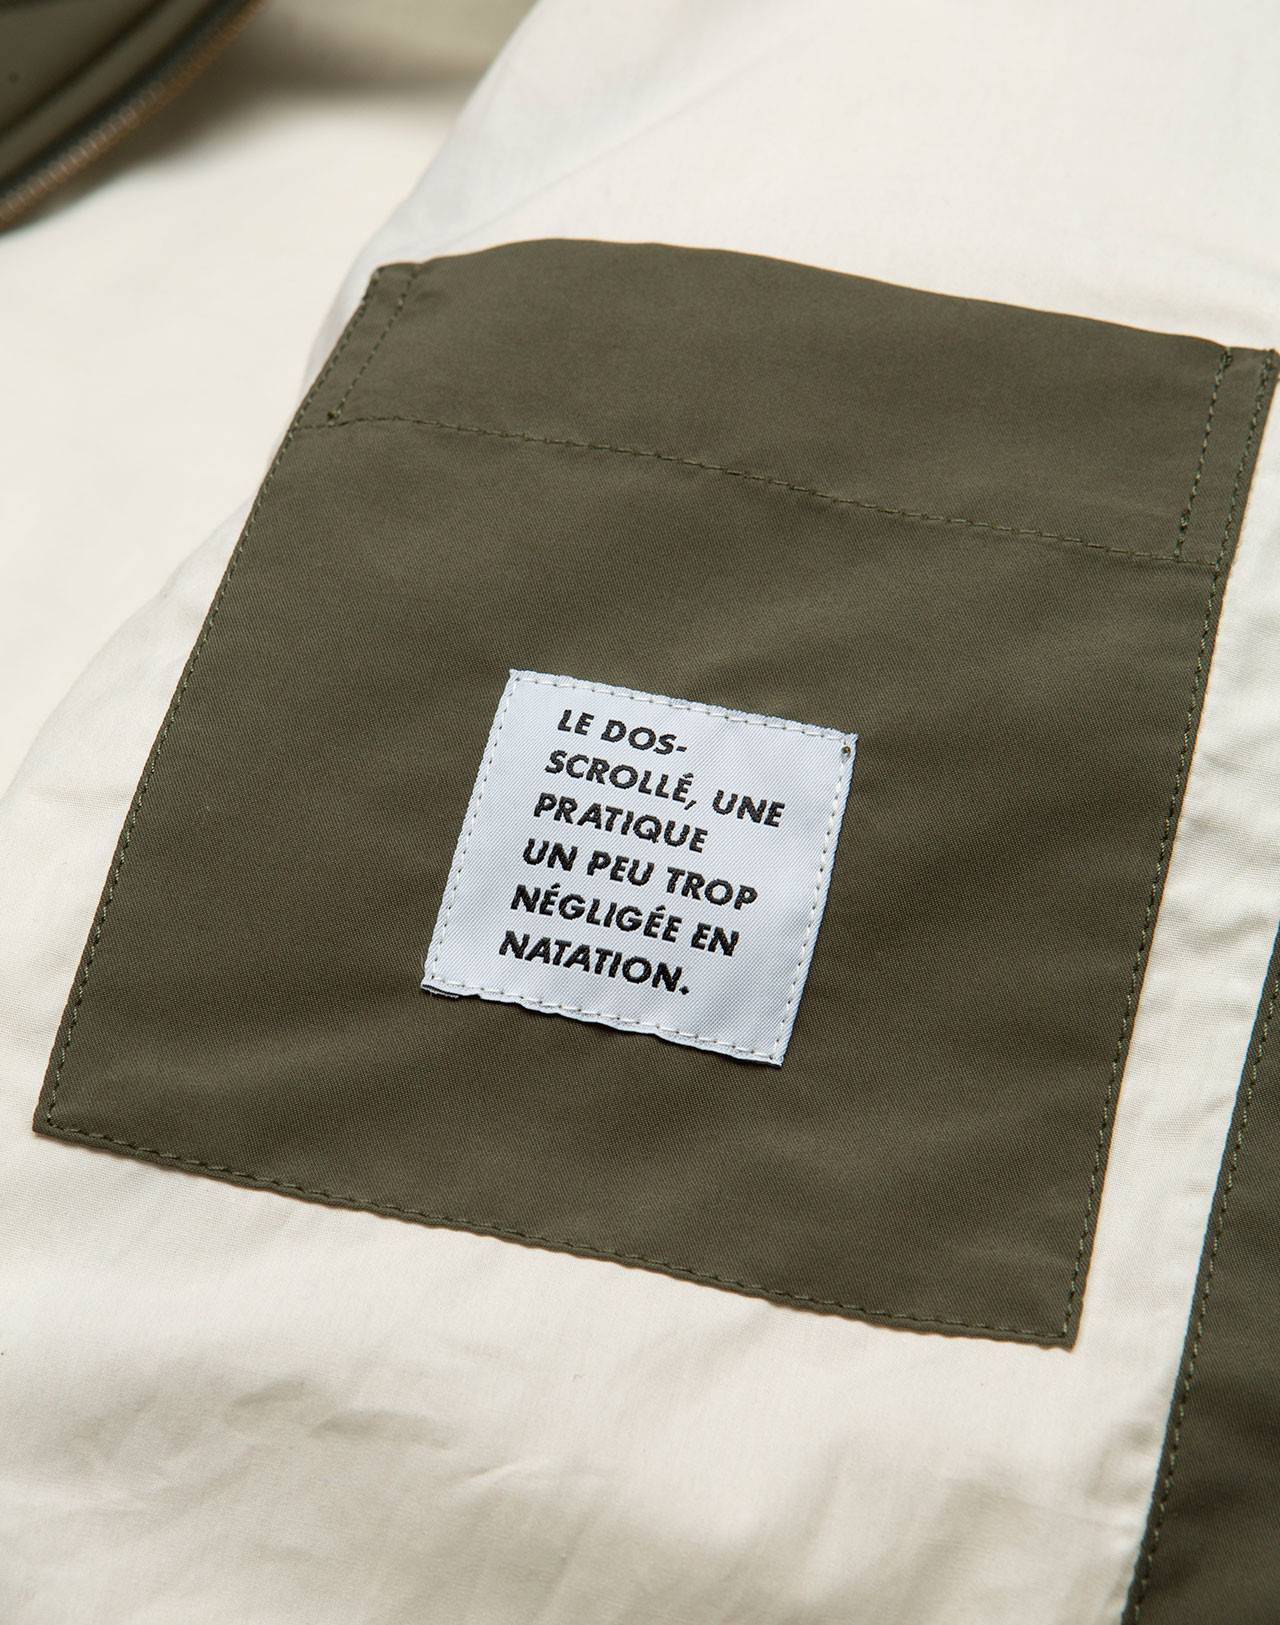 LE DOS-
SCROLLÉ, UNE
PRATIQUE
UN PEU TROP
NÉGLIGÉE EN
NATATION.